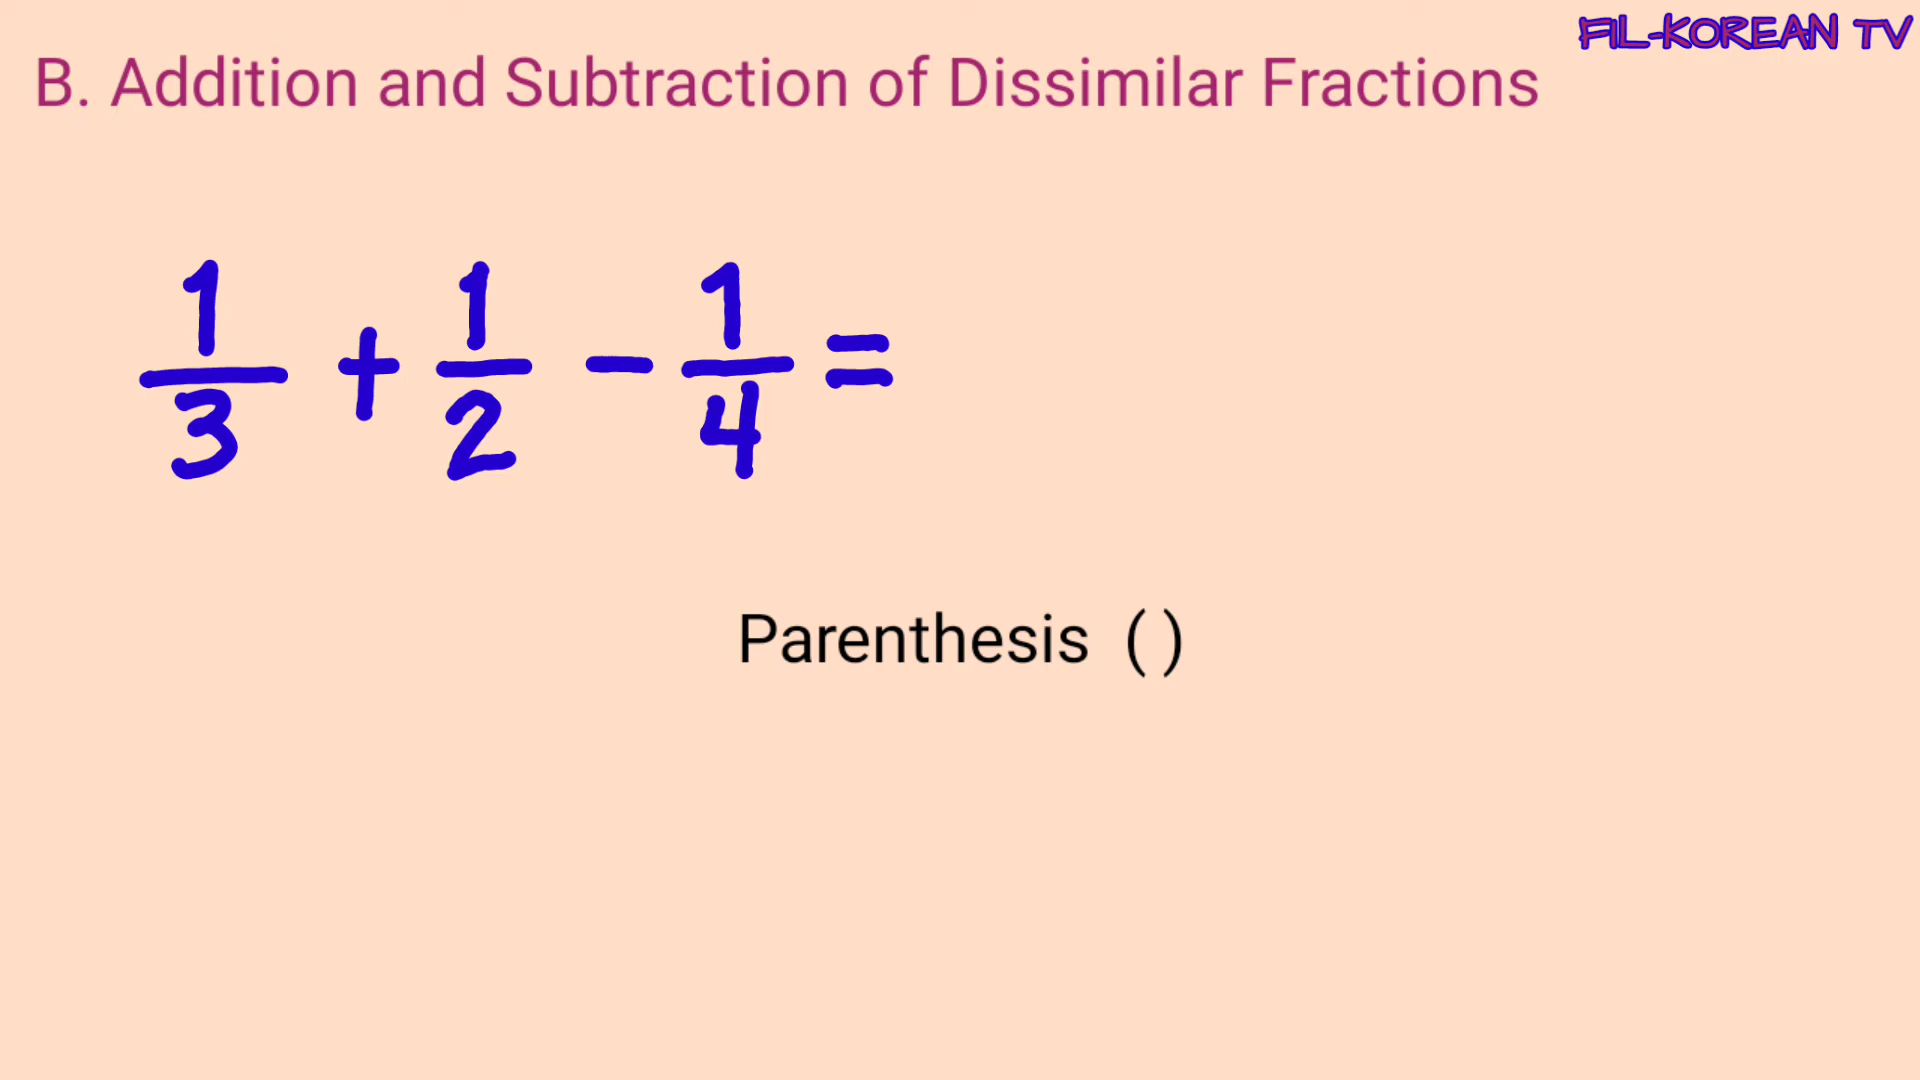 FIL-KOREAN TV
B. Addition and Subtraction of Dissimilar Fractions
1/3 + 1/2 - 1/4 =
Parenthesis ( )